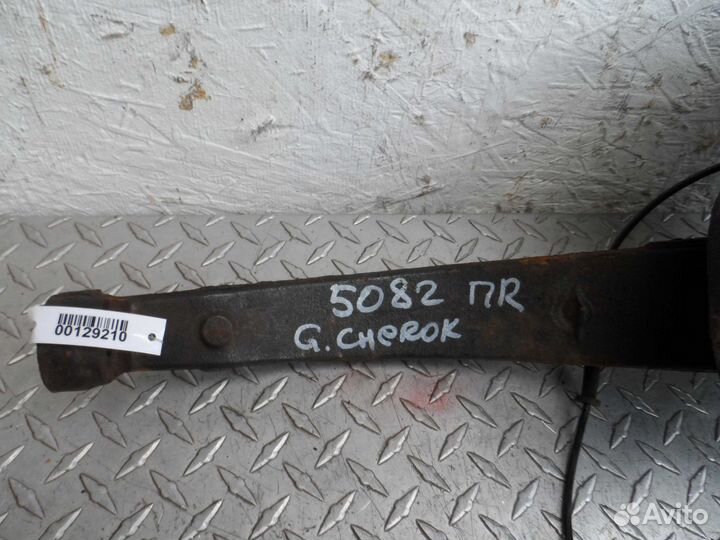 5082 ПR
G. CHEROK
00129210
Avito